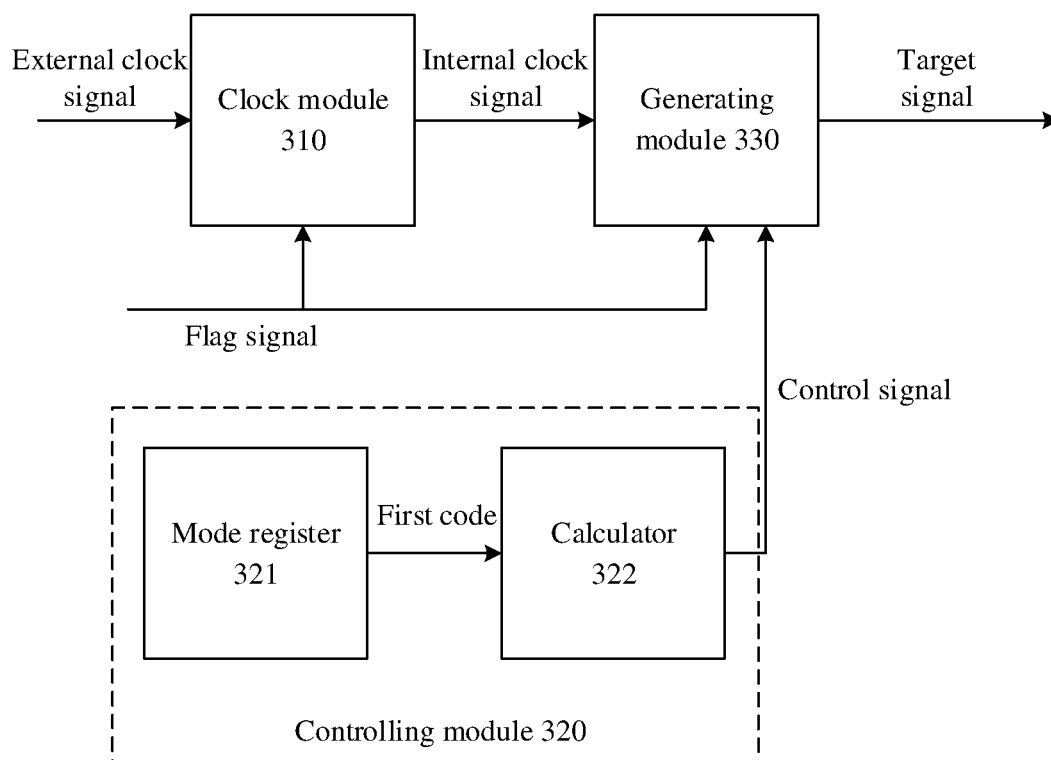 External clock
signal
Clock module
310
Internal clock
signal
Generating
module 330
Target
signal
Flag signal
Control signal
Mode register
321
First code
Calculator
322
Controlling module 320